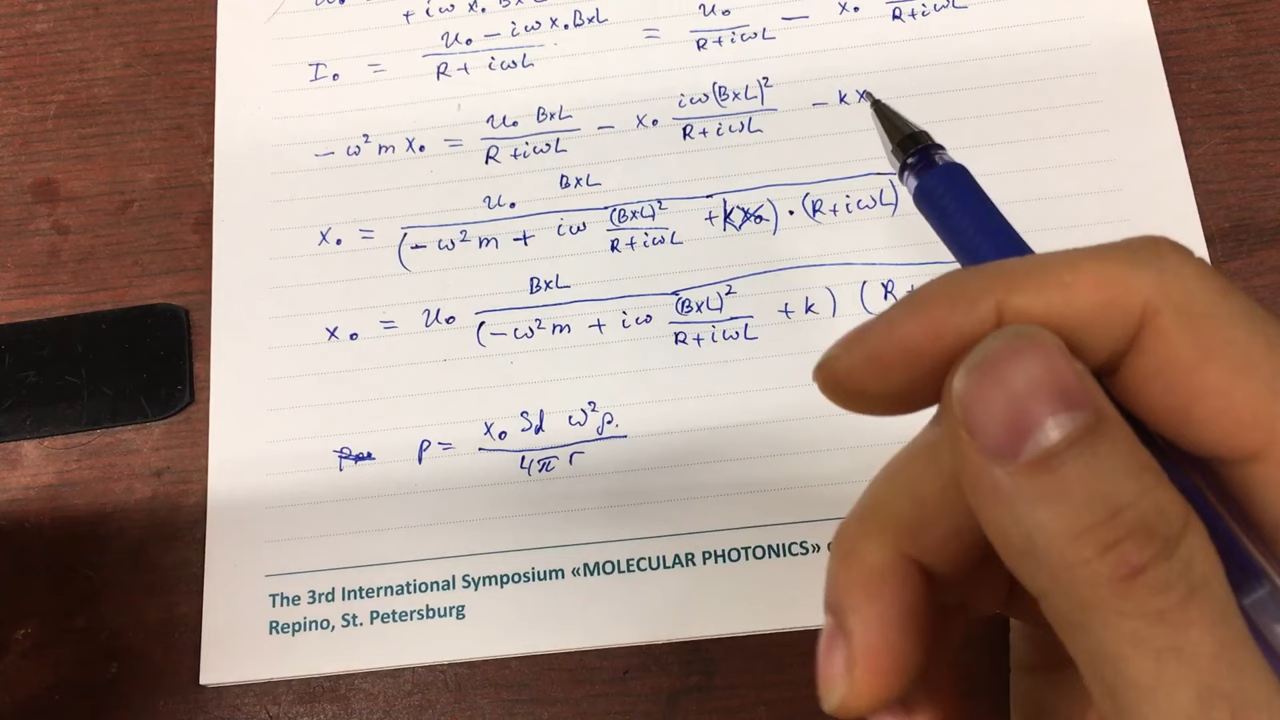 + iω x₀ B×L
I₀ = (u₀ − iω x₀ B×L)/(R + iωL) = u₀/(R + iωL) − x₀ /(R + iωL)
− ω²m x₀ = (u₀ B×L)/(R + iωL) − x₀ (iω(B×L)²)/(R + iωL) − k x
x₀ = (u₀ B×L)/((−ω²m + iω (B×L)²/(R + iωL) + k) · (R + iωL))
x₀ = u₀ (B×L)/((−ω²m + iω (B×L)²/(R + iωL) + k) (R +
p = (x₀ Sd ω²ρ.)/(4π r)
The 3rd International Symposium «MOLECULAR PHOTONICS»
Repino, St. Petersburg